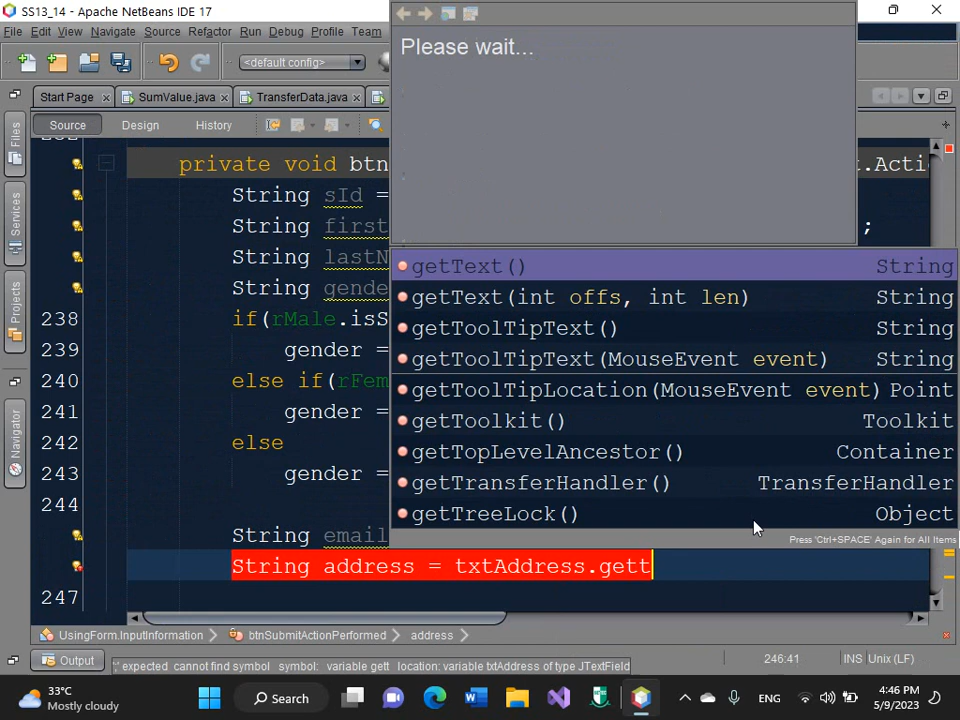 SS13_14 - Apache NetBeans IDE 17
File Edit View Navigate Source Refactor Run Debug Profile Team
<default config>
Start Page SumValue.java TransferData.java
Source Design History
Please wait...
private void btn t.Acti
String sId =
String first ;
String lastN
String gende
238 if(rMale.isS
239 gender =
240 else if(rFem
241 gender =
242 else
243 gender =
244
String email
String address = txtAddress.gett
247
getText() String
getText(int offs, int len) String
getToolTipText() String
getToolTipText(MouseEvent event) String
getToolTipLocation(MouseEvent event) Point
getToolkit() Toolkit
getTopLevelAncestor() Container
getTransferHandler() TransferHandler
getTreeLock() Object
Press 'Ctrl+SPACE' Again for All Items
Files
Services
Projects
Navigator
UsingForm.InputInformation btnSubmitActionPerformed address
Output
';' expected cannot find symbol symbol: variable gett location: variable txtAddress of type JTextField
246:41 INS Unix (LF)
33°C
Mostly cloudy
Search
ENG
4:46 PM
5/9/2023